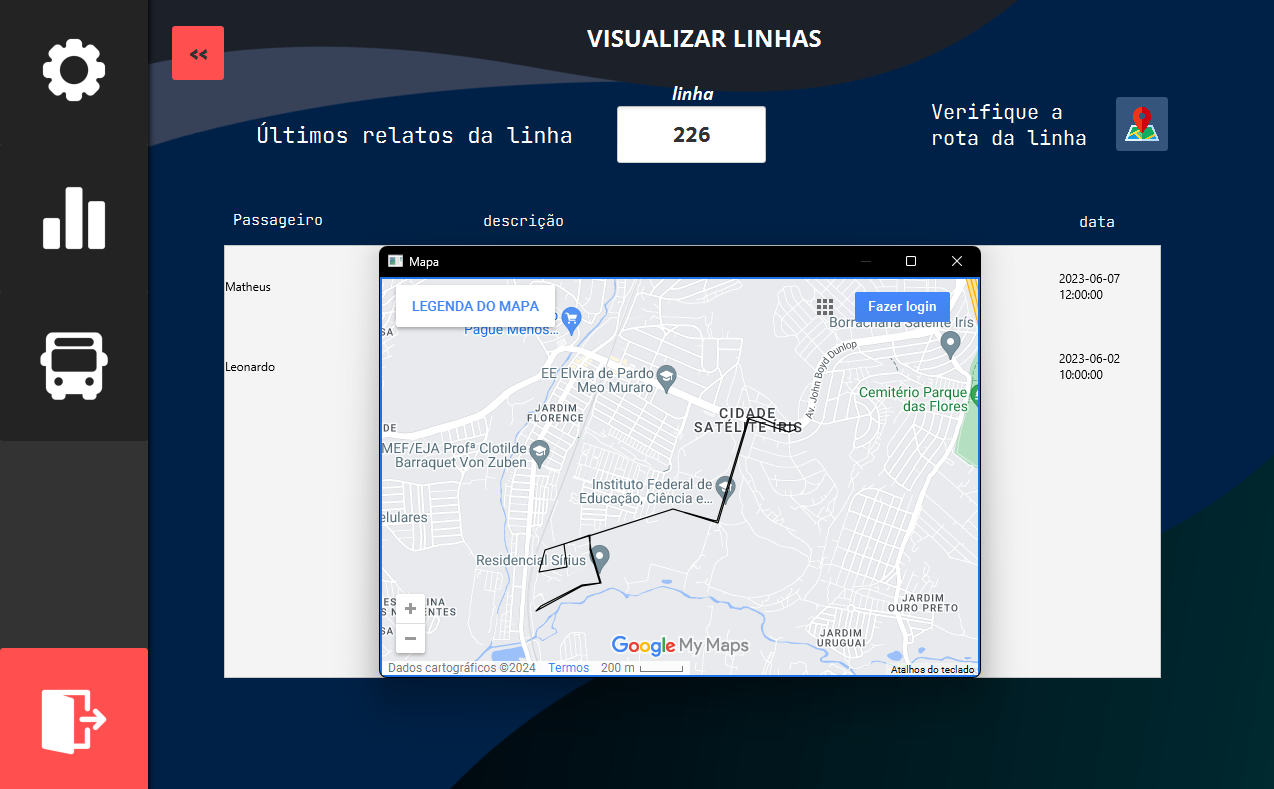 VISUALIZAR LINHAS
<<
linha
Últimos relatos da linha
226
Verifique a
rota da linha
Passageiro
descrição
data
Mapa
Matheus
2023-06-07
12:00:00
Leonardo
2023-06-02
10:00:00
LEGENDA DO MAPA
Fazer login
Pague Menos...
Borracharia Satélite Íris
Av. John Boyd Dunlop
EE Elvira de Pardo
Meo Muraro
Cemitério Parque
das Flores
JARDIM
FLORENCE
CIDADE
SATÉLITE ÍRIS
MEF/EJA Profª Clotilde
Barraquet Von Zuben
Instituto Federal de
Educação, Ciência e...
elulares
Residencial Sírius
JARDIM
OURO PRETO
JARDIM
URUGUAI
+
−
Google My Maps
Dados cartográficos ©2024 Termos 200 m
Atalhos do teclado